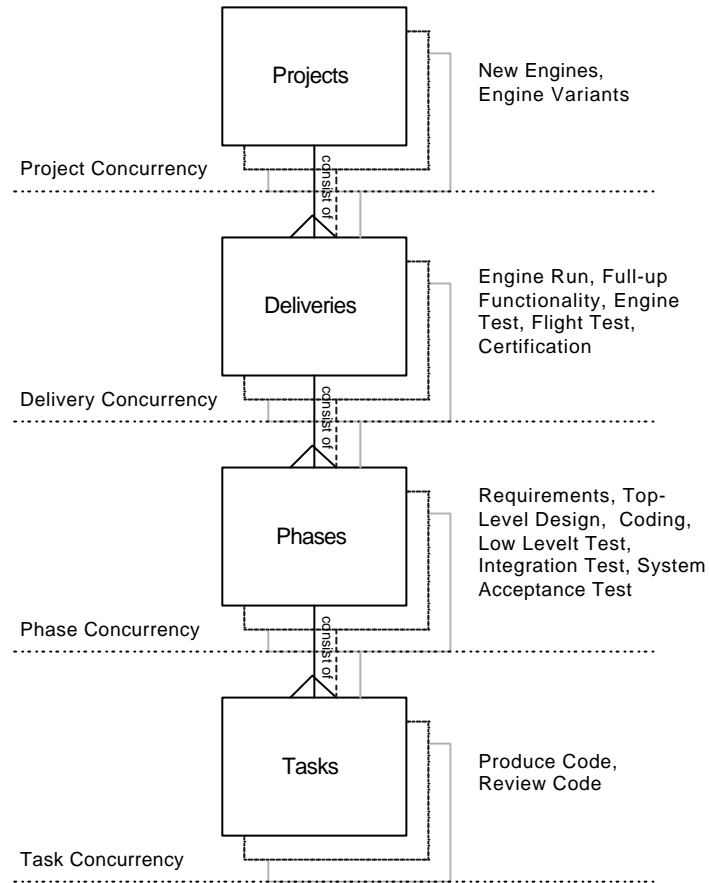 Projects
New Engines,
Engine Variants
consist of
Project Concurrency
Deliveries
Engine Run, Full-up
Functionality, Engine
Test, Flight Test,
Certification
consist of
Delivery Concurrency
Phases
Requirements, Top-
Level Design,  Coding,
Low Levelt Test,
Integration Test, System
Acceptance Test
consist of
Phase Concurrency
Tasks
Produce Code,
Review Code
Task Concurrency